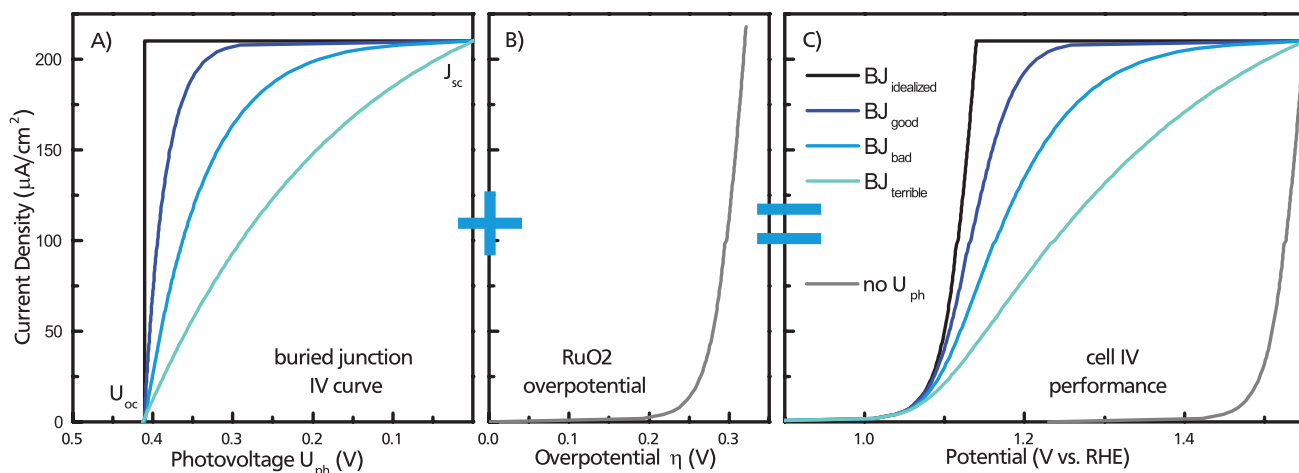 A)
B)
C)
Current Density (µA/cm²)
200
150
100
50
0
J sc
U oc
buried junction
IV curve
0.5
0.4
0.3
0.2
0.1
Photovoltage U ph (V)
RuO2
overpotential
0.0
0.1
0.2
0.3
Overpotential η (V)
BJ idealized
BJ good
BJ bad
BJ terrible
no U ph
cell IV
performance
1.0
1.2
1.4
Potential (V vs. RHE)